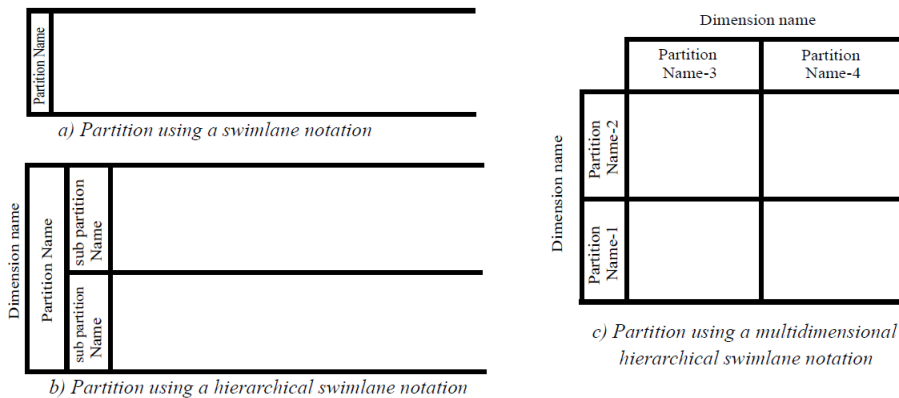 Partition Name
a) Partition using a swimlane notation
Dimension name
Partition Name
sub partition
Name
sub partition
Name
b) Partition using a hierarchical swimlane notation
Dimension name
Partition
Name-3
Partition
Name-4
Dimension name
Partition
Name-2
Partition
Name-1
c) Partition using a multidimensional
hierarchical swimlane notation